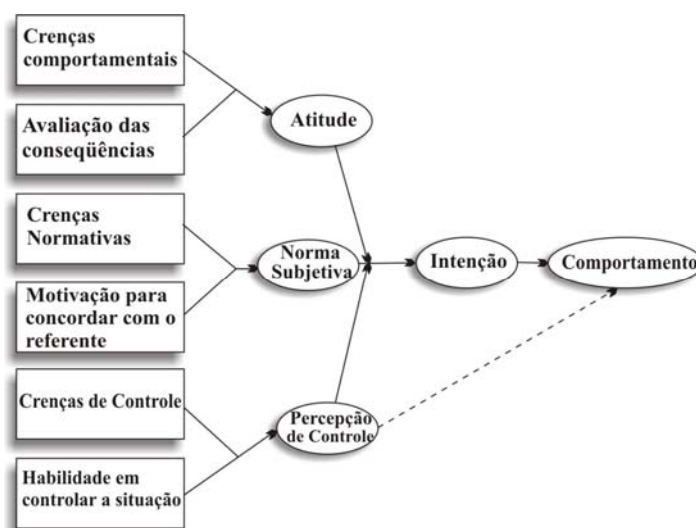 Crenças
comportamentais
Avaliação das
conseqüências
Atitude
Crenças
Normativas
Norma
Subjetiva
Intenção
Comportamento
Motivação para
concordar com o
referente
Crenças de Controle
Percepção
de Controle
Habilidade em
controlar a situação